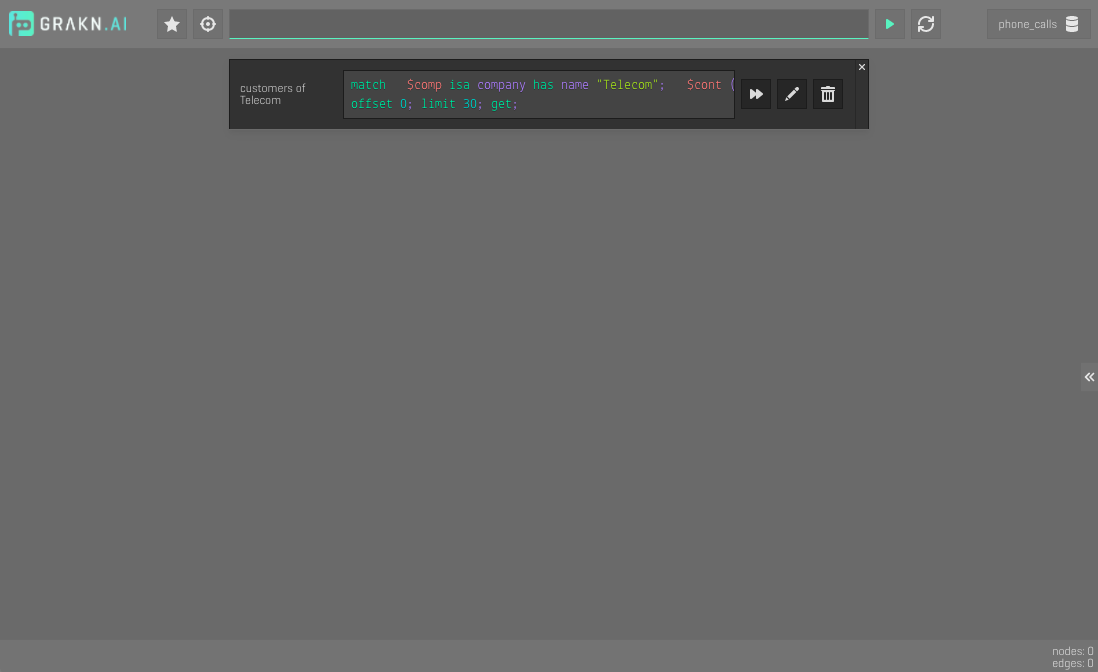 GRAKN.AI
phone_calls
customers of
Telecom
match $comp isa company has name "Telecom"; $cont (
offset 0; limit 30; get;
nodes: 0
edges: 0